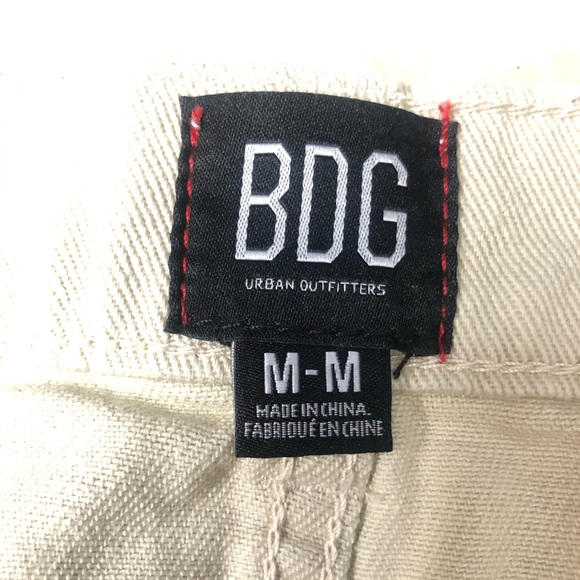 BDG
URBAN OUTFITTERS
M-M
MADE IN CHINA.
FABRIQUÉ EN CHINE